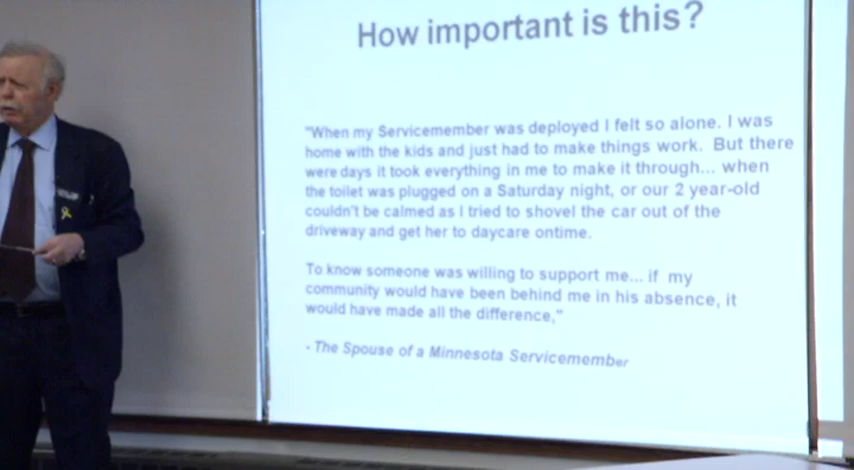 How important is this?
"When my Servicemember was deployed I felt so alone. I was
home with the kids and just had to make things work. But there
were days it took everything in me to make it through... when
the toilet was plugged on a Saturday night, or our 2 year-old
couldn't be calmed as I tried to shovel the car out of the
driveway and get her to daycare ontime.
To know someone was willing to support me... if my
community would have been behind me in his absence, it
would have made all the difference,"
- The Spouse of a Minnesota Servicemember